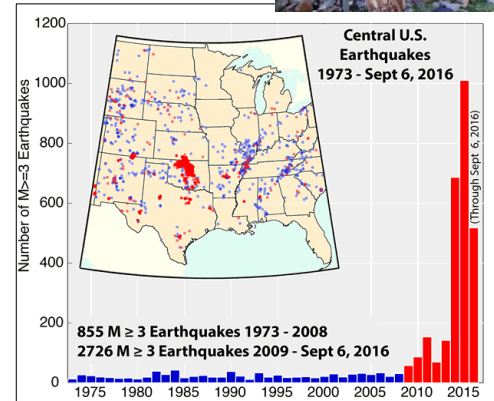 Central U.S.
Earthquakes
1973 - Sept 6, 2016
Number of M>=3 Earthquakes
1200
1000
800
600
400
200
0
(Through Sept 6, 2016)
855 M ≥ 3 Earthquakes 1973 - 2008
2726 M ≥ 3 Earthquakes 2009 - Sept 6, 2016
1975 1980 1985 1990 1995 2000 2005 2010 2015